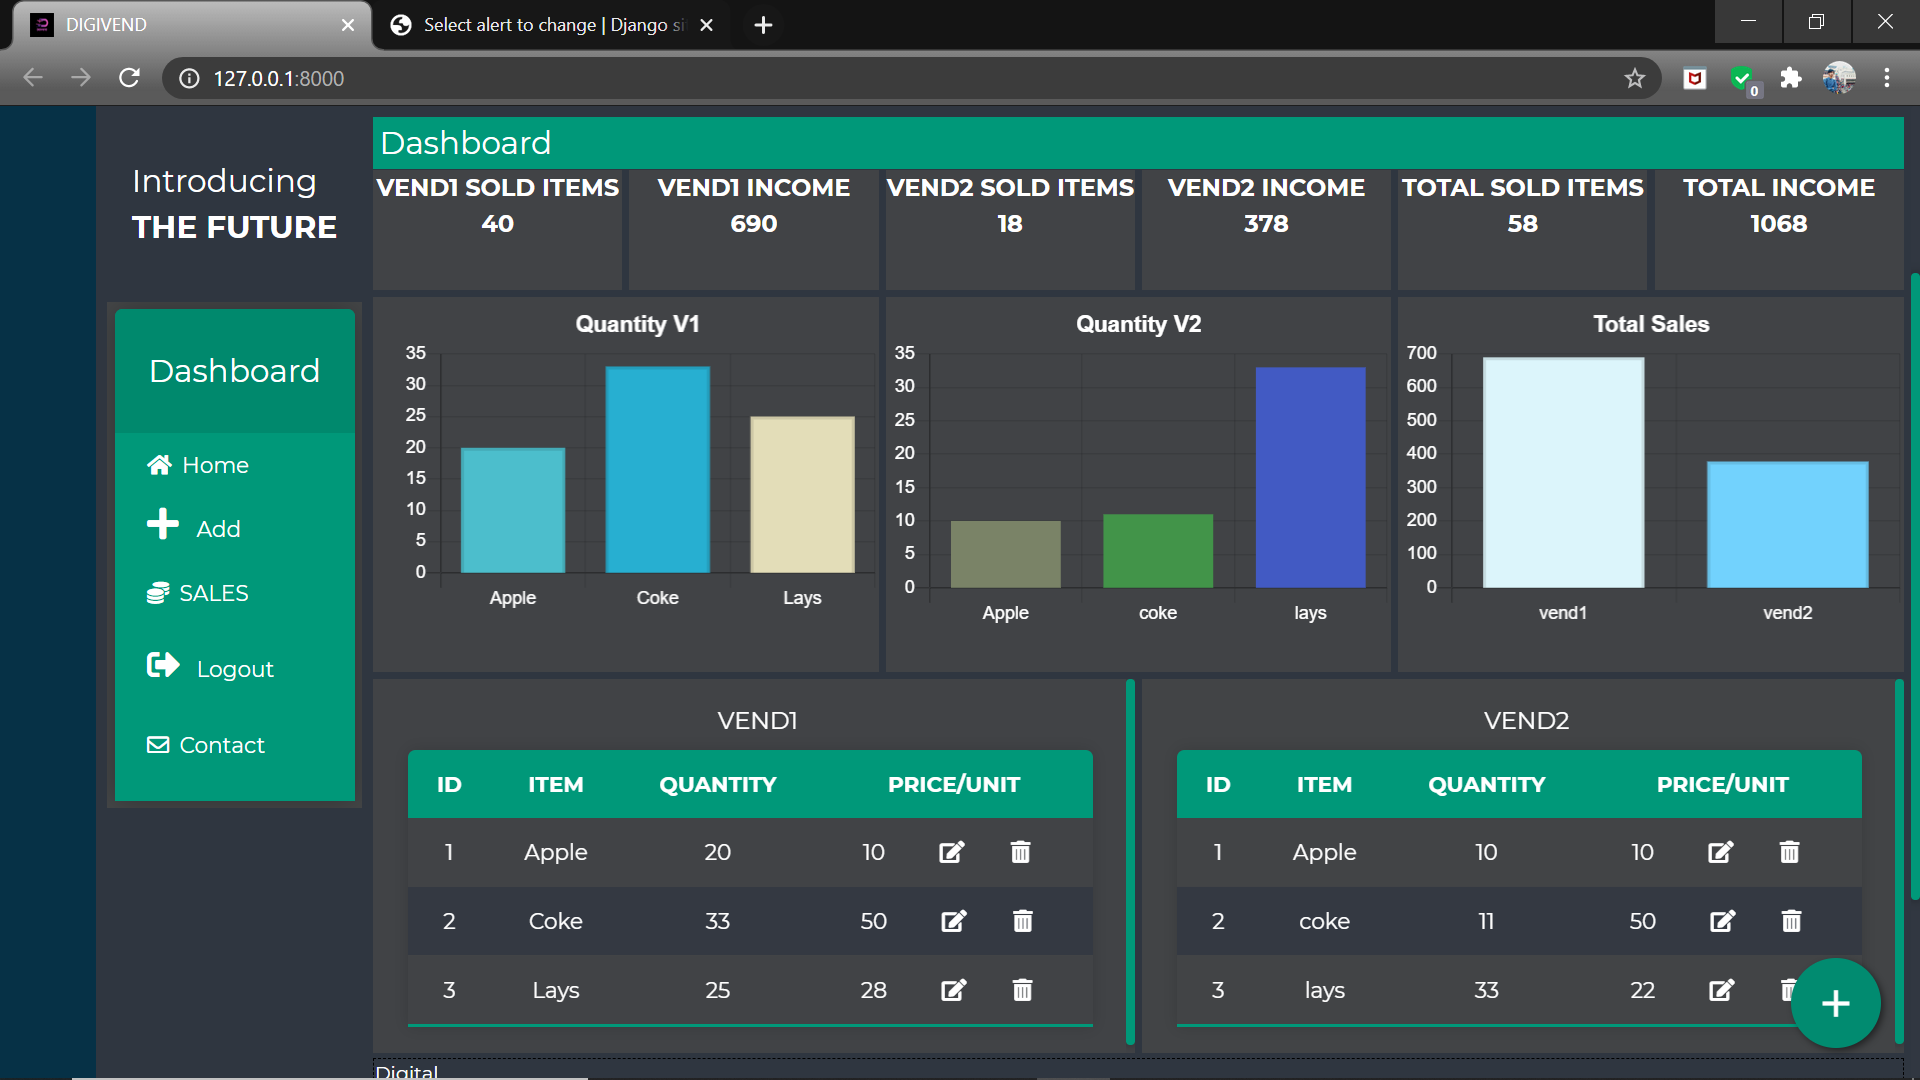 DIGIVEND
Select alert to change | Django si
127.0.0.1:8000
0
Introducing
THE FUTURE
Dashboard
Home
Add
SALES
Logout
Contact
Dashboard
VEND1 SOLD ITEMS
40
VEND1 INCOME
690
VEND2 SOLD ITEMS
18
VEND2 INCOME
378
TOTAL SOLD ITEMS
58
TOTAL INCOME
1068
Quantity V1
35
30
25
20
15
10
5
0
Apple Coke Lays
Quantity V2
35
30
25
20
15
10
5
0
Apple coke lays
Total Sales
700
600
500
400
300
200
100
0
vend1 vend2
VEND1
ID ITEM QUANTITY PRICE/UNIT
1 Apple 20 10
2 Coke 33 50
3 Lays 25 28
VEND2
ID ITEM QUANTITY PRICE/UNIT
1 Apple 10 10
2 coke 11 50
3 lays 33 22
Digital